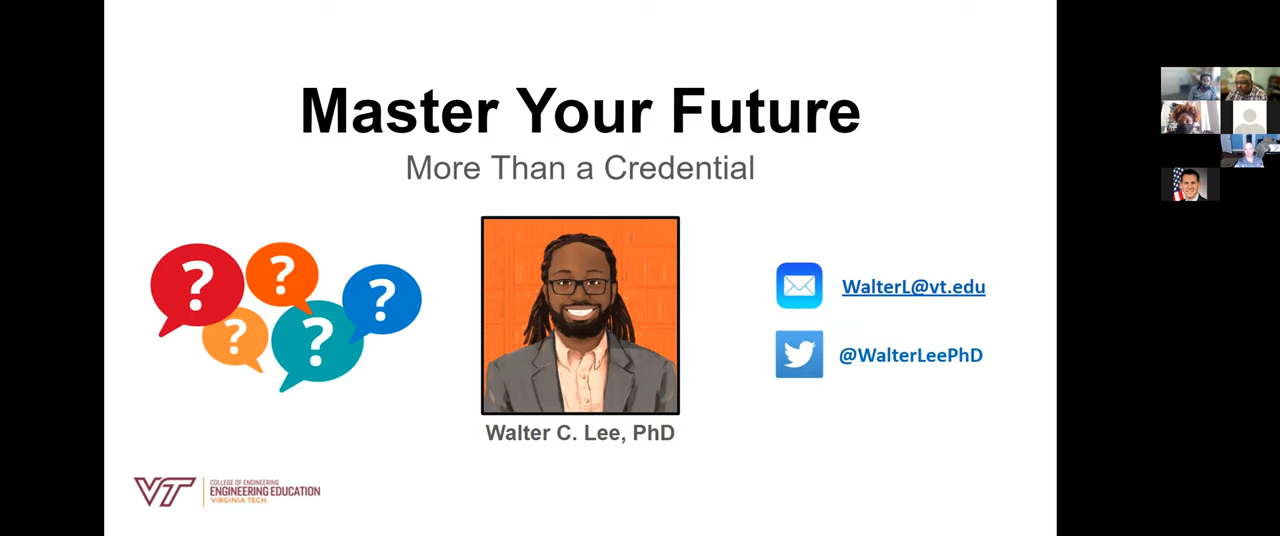 Master Your Future
More Than a Credential
?
?
?
?
?
WalterL@vt.edu
@WalterLeePhD
Walter C. Lee, PhD
VT
COLLEGE OF ENGINEERING
ENGINEERING EDUCATION
VIRGINIA TECH